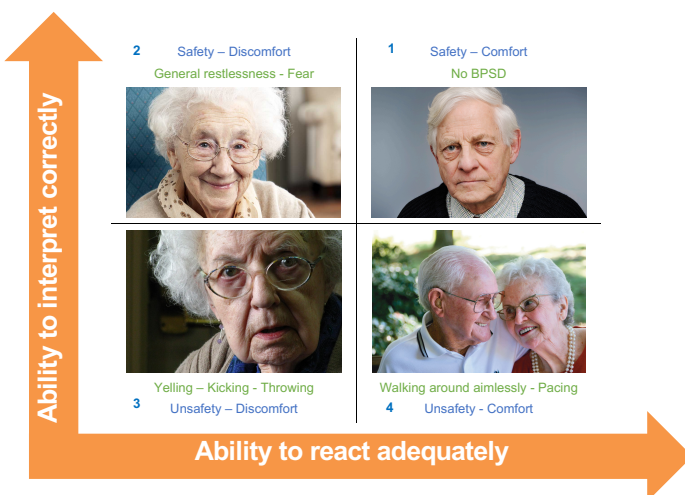 Ability to interpret correctly
2 Safety – Discomfort
General restlessness - Fear
1 Safety – Comfort
No BPSD
Yelling – Kicking - Throwing
3 Unsafety – Discomfort
Walking around aimlessly - Pacing
4 Unsafety - Comfort
Ability to react adequately